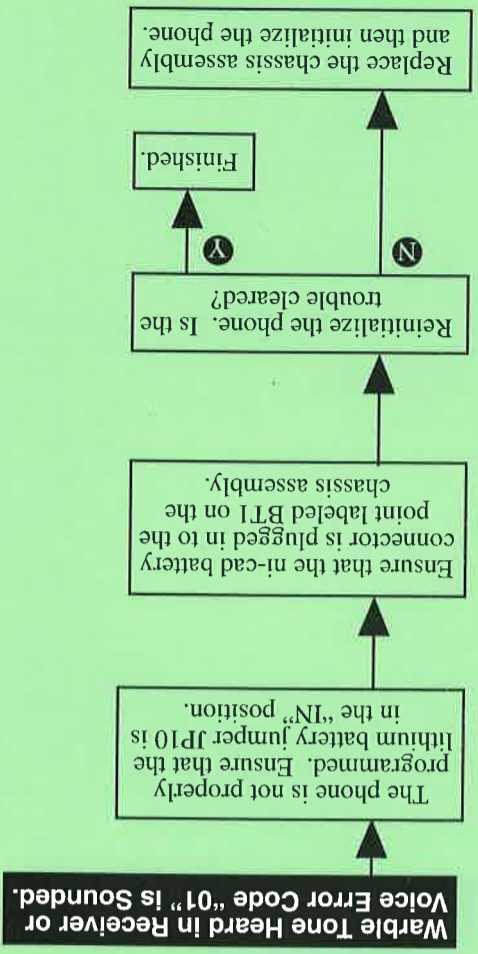 Warble Tone Heard in Receiver or
Voice Error Code "01" is Sounded.
The phone is not properly
programmed. Ensure that the
lithium battery jumper JP10 is
in the "IN" position.
Ensure that the ni-cad battery
connector is plugged in to the
point labeled BT1 on the
chassis assembly.
Reinitialize the phone. Is the
trouble cleared?
N
Y
Finished.
Replace the chassis assembly
and then initialize the phone.